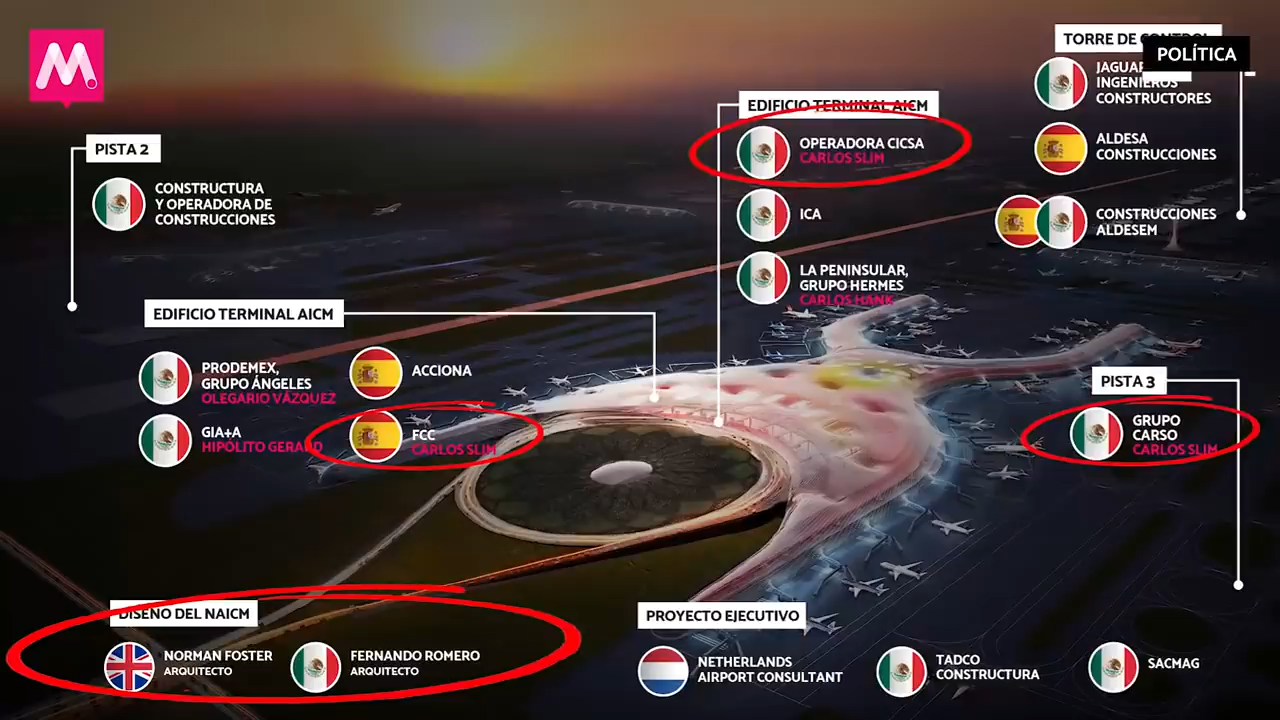 M.
POLÍTICA
TORRE DE CONTROL
JAGUAR
INGENIEROS
CONSTRUCTORES
ALDESA
CONSTRUCCIONES
CONSTRUCCIONES
ALDESEM
EDIFICIO TERMINAL AICM
OPERADORA CICSA
CARLOS SLIM
ICA
LA PENINSULAR,
GRUPO HERMES
CARLOS HANK
PISTA 2
CONSTRUCTURA
Y OPERADORA DE
CONSTRUCCIONES
EDIFICIO TERMINAL AICM
PRODEMEX,
GRUPO ÁNGELES
OLEGARIO VÁZQUEZ
ACCIONA
GIA+A
HIPÓLITO GERARD
FCC
CARLOS SLIM
PISTA 3
GRUPO
CARSO
CARLOS SLIM
DISEÑO DEL NAICM
NORMAN FOSTER
ARQUITECTO
FERNANDO ROMERO
ARQUITECTO
PROYECTO EJECUTIVO
NETHERLANDS
AIRPORT CONSULTANT
TADCO
CONSTRUCTURA
SACMAG